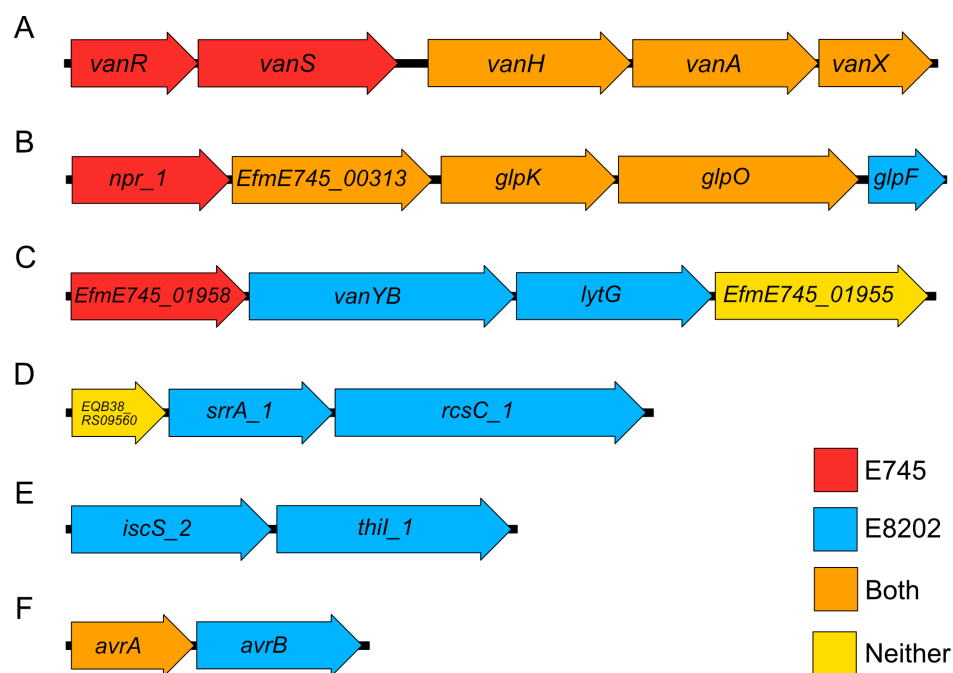 A
vanR vanS vanH vanA vanX
B
npr_1 EfmE745_00313 glpK glpO glpF
C
EfmE745_01958 vanYB lytG EfmE745_01955
D
EQB38_
RS09560
srrA_1 rcsC_1
E
iscS_2 thiI_1
F
avrA avrB
E745
E8202
Both
Neither